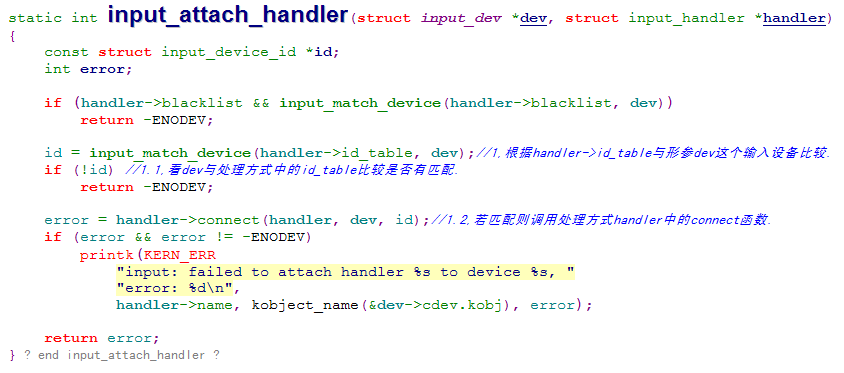 static int input_attach_handler(struct input_dev *dev, struct input_handler *handler)
{
    const struct input_device_id *id;
    int error;

    if (handler->blacklist && input_match_device(handler->blacklist, dev))
        return -ENODEV;

    id = input_match_device(handler->id_table, dev);//1,根据handler->id_table与形参dev这个输入设备比较.
    if (!id) //1.1,看dev与处理方式中的id_table比较是否有匹配.
        return -ENODEV;

    error = handler->connect(handler, dev, id);//1.2,若匹配则调用处理方式handler中的connect函数.
    if (error && error != -ENODEV)
        printk(KERN_ERR
            "input: failed to attach handler %s to device %s, "
            "error: %d\n",
            handler->name, kobject_name(&dev->cdev.kobj), error);

    return error;
} ? end input_attach_handler ?